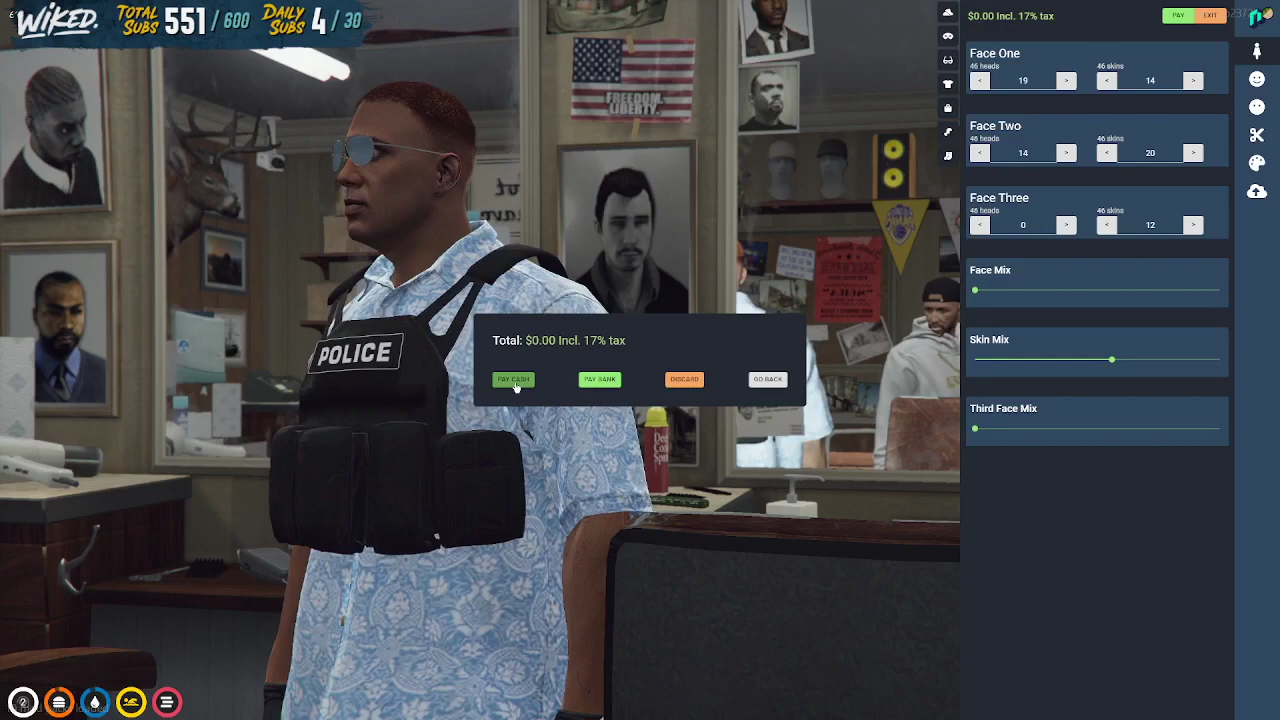 WiKED.
TOTAL SUBS 551 / 600
DAILY SUBS 4 / 30
FREEDOM.
LIBERTY.
POLICE
Total: $0.00 Incl. 17% tax
PAY CASH
PAY BANK
DISCARD
GO BACK
$0.00 Incl. 17% tax
PAY
EXIT
Face One
46 heads
46 skins
< 19 >
< 14 >
Face Two
46 heads
46 skins
< 14 >
< 20 >
Face Three
46 heads
46 skins
< 0 >
< 12 >
Face Mix
Skin Mix
Third Face Mix